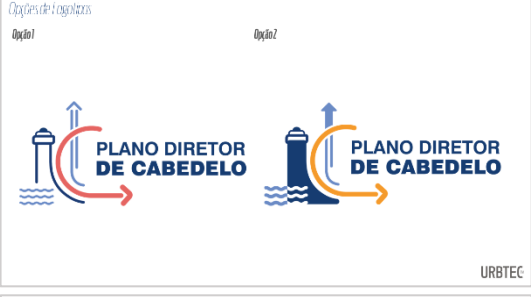 Opções de Logotipos
Opção 1
Opção 2
PLANO DIRETOR
DE CABEDELO
PLANO DIRETOR
DE CABEDELO
URBTEC